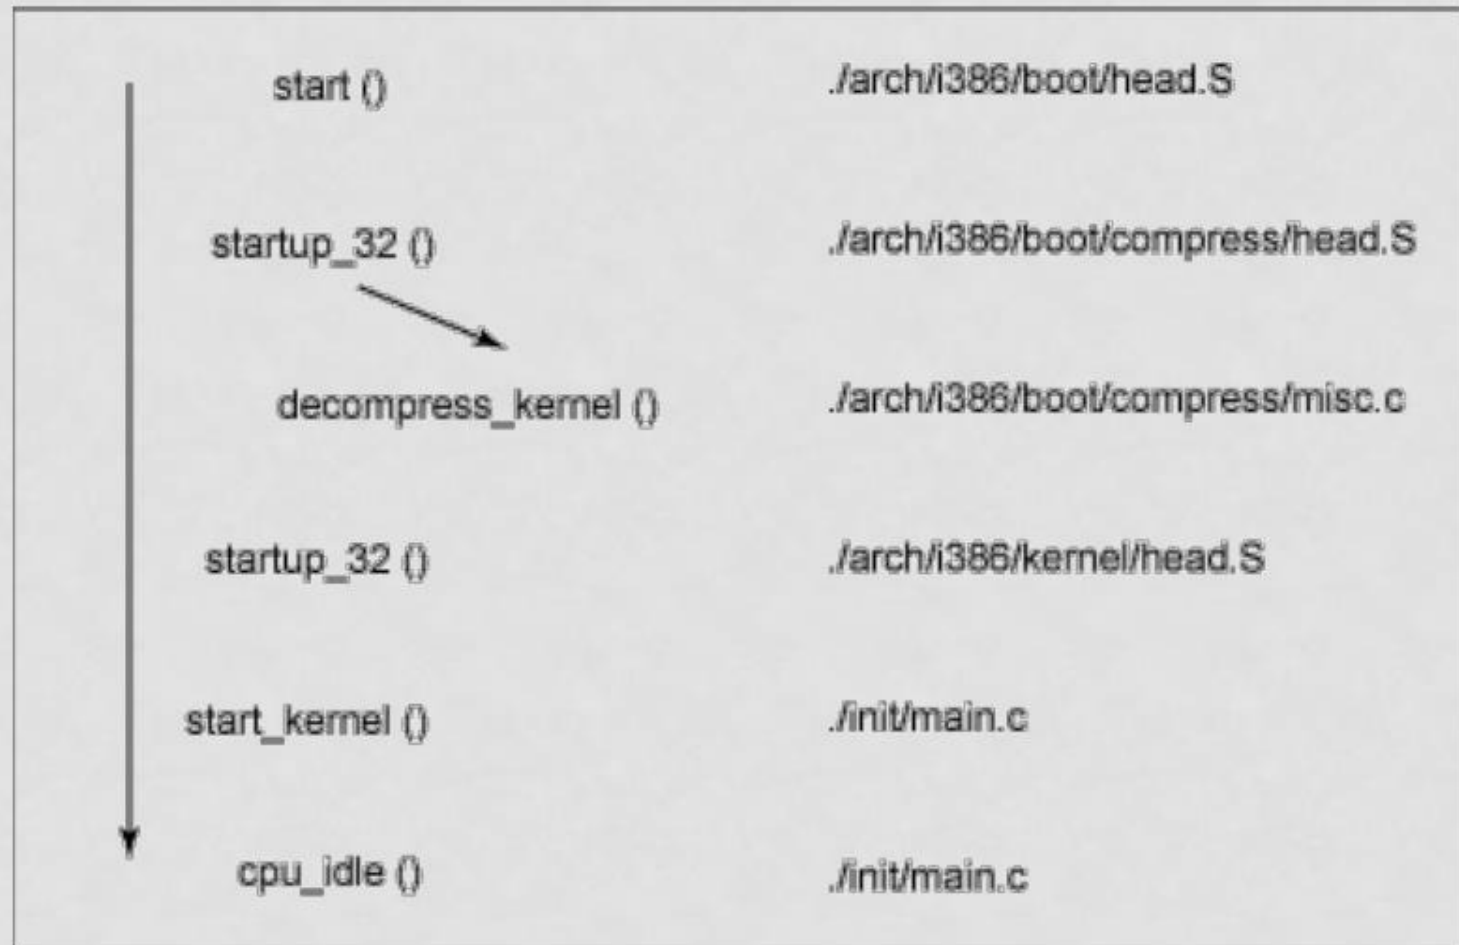 start () ./arch/i386/boot/head.S
startup_32 () ./arch/i386/boot/compress/head.S
decompress_kernel () ./arch/i386/boot/compress/misc.c
startup_32 () ./arch/i386/kernel/head.S
start_kernel () ./init/main.c
cpu_idle () ./init/main.c